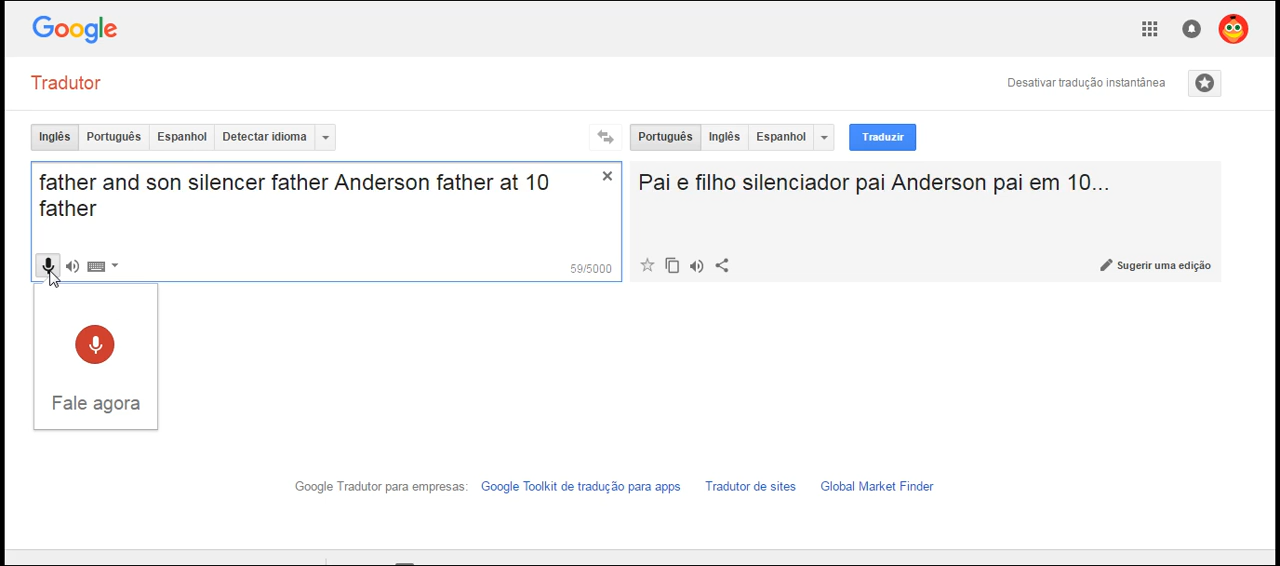 Google
Tradutor
Desativar tradução instantânea
Inglês Português Espanhol Detectar idioma
Português Inglês Espanhol Traduzir
father and son silencer father Anderson father at 10
father
59/5000
Pai e filho silenciador pai Anderson pai em 10...
Sugerir uma edição
Fale agora
Google Tradutor para empresas: Google Toolkit de tradução para apps Tradutor de sites Global Market Finder